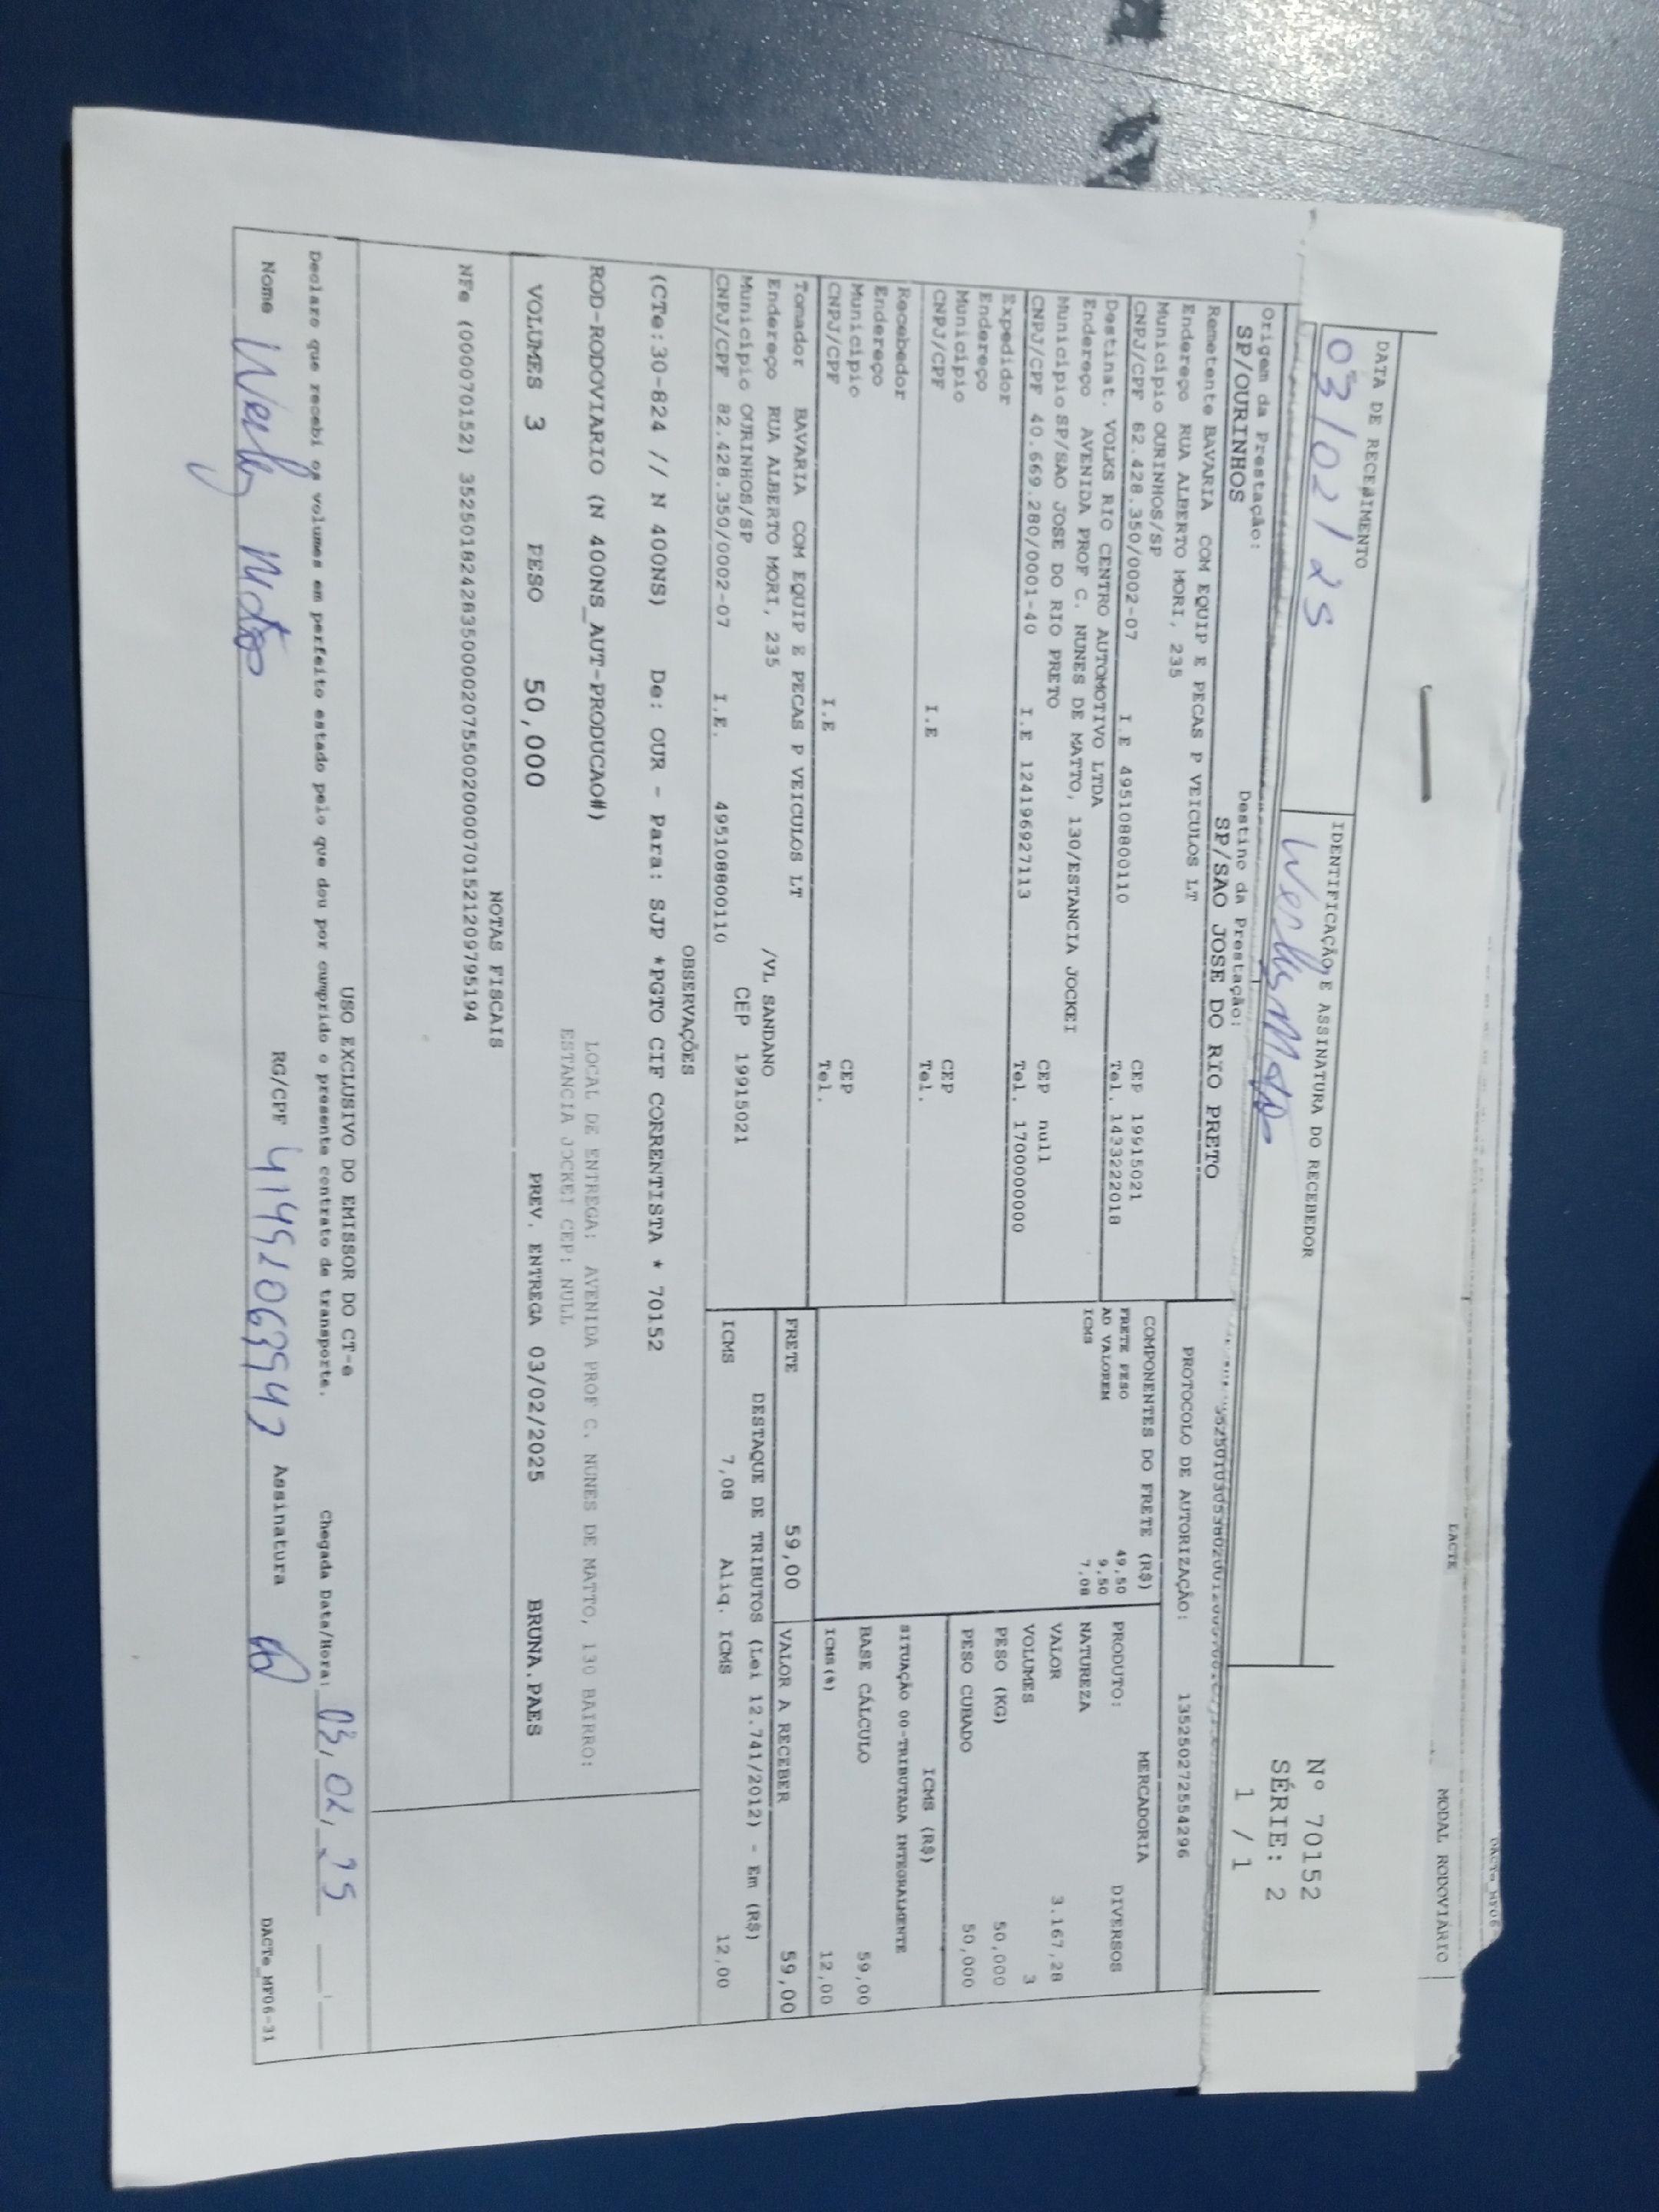 DACTE
MODAL RODOVIÁRIO
DATA DE RECEBIMENTO
03/02/25
IDENTIFICAÇÃO E ASSINATURA DO RECEBEDOR
Nº 70152
SÉRIE: 2
1 / 1
Origem da Prestação:
SP/OURINHOS
Destino da Prestação:
SP/SAO JOSE DO RIO PRETO
PROTOCOLO DE AUTORIZAÇÃO: 135250272554296
Remetente BAVARIA COM EQUIP E PECAS P VEICULOS LT
Endereço RUA ALBERTO MORI, 235
Municipio OURINHOS/SP CEP 19915021
CNPJ/CPF 62.428.350/0002-07 I.E 495108800110 Tel. 1433222018
Destinat. VOLKS RIO CENTRO AUTOMOTIVO LTDA
Endereço AVENIDA PROF C. NUNES DE MATTO, 130/ESTANCIA JOCKEI
Municipio SP/SAO JOSE DO RIO PRETO CEP null
CNPJ/CPF 40.669.280/0001-40 I.E 124196927113 Tel. 1700000000
Expedidor
Endereço
Municipio CEP
CNPJ/CPF I.E Tel.
Recebedor
Endereço
Municipio CEP
CNPJ/CPF I.E Tel.
Tomador BAVARIA COM EQUIP E PECAS P VEICULOS LT
Endereço RUA ALBERTO MORI, 235 /VL SANDANO
Municipio OURINHOS/SP CEP 19915021
CNPJ/CPF 82.428.350/0002-07 I.E. 495108800110
COMPONENTES DO FRETE (R$)
FRETE PESO 49,50
AD VALOREM 9,50
ICMS 7,08
MERCADORIA
PRODUTO: DIVERSOS
NATUREZA
VALOR 3.167,28
VOLUMES 3
PESO (KG) 50,000
PESO CUBADO 50,000
ICMS (R$)
SITUAÇÃO 00-TRIBUTADA INTEGRALMENTE
BASE CÁLCULO 59,00
ICMS(%) 12,00
FRETE 59,00 VALOR A RECEBER 59,00
DESTAQUE DE TRIBUTOS (Lei 12.741/2012) - Em (R$)
ICMS 7,08 Aliq. ICMS 12,00
OBSERVAÇÕES
(CTe:30-824 // N 400NS) De: OUR - Para: SJP *PGTO CIF CORRENTISTA * 70152
ROD-RODOVIARIO (N 400NS_AUT-PRODUCAO#)
LOCAL DE ENTREGA: AVENIDA PROF C. NUNES DE MATTO, 130 BAIRRO:
ESTANCIA JOCKEI CEP: NULL
VOLUMES 3 PESO 50,000 PREV. ENTREGA 03/02/2025 BRUNA.PAES
NOTAS FISCAIS
NFe (000070152) 35250182428350000207550020000701521209795194
USO EXCLUSIVO DO EMISSOR DO CT-e
Declaro que recebi os volumes em perfeito estado pelo que dou por cumprido o presente contrato de transporte. Chegada Data/Hora: 03, 02, 25
Nome RG/CPF Assinatura
DACTe_MF06-31